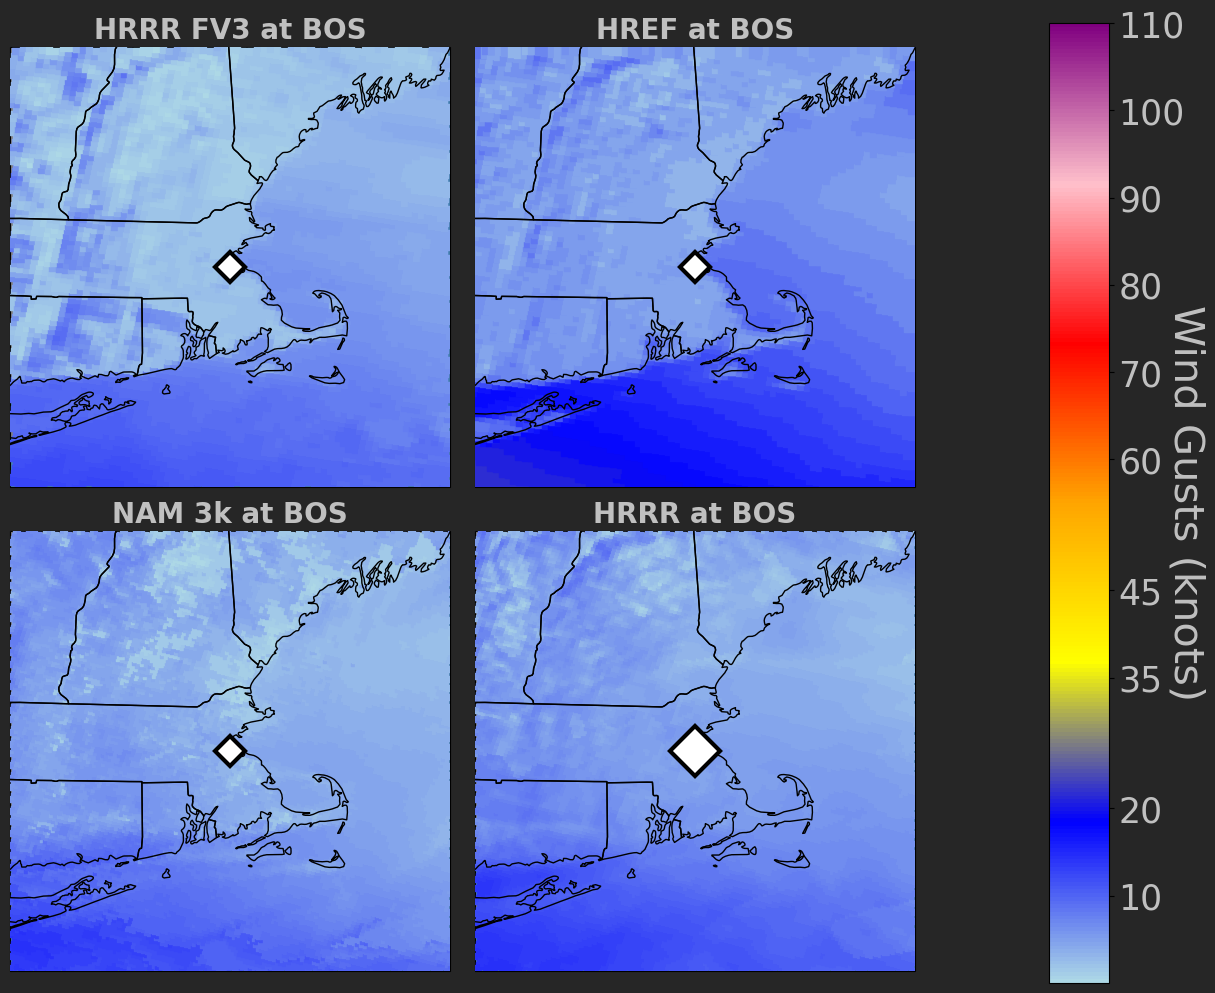 HRRR FV3 at BOS
HREF at BOS
NAM 3k at BOS
HRRR at BOS
110
100
90
80
70
60
45
35
20
10
Wind Gusts (knots)